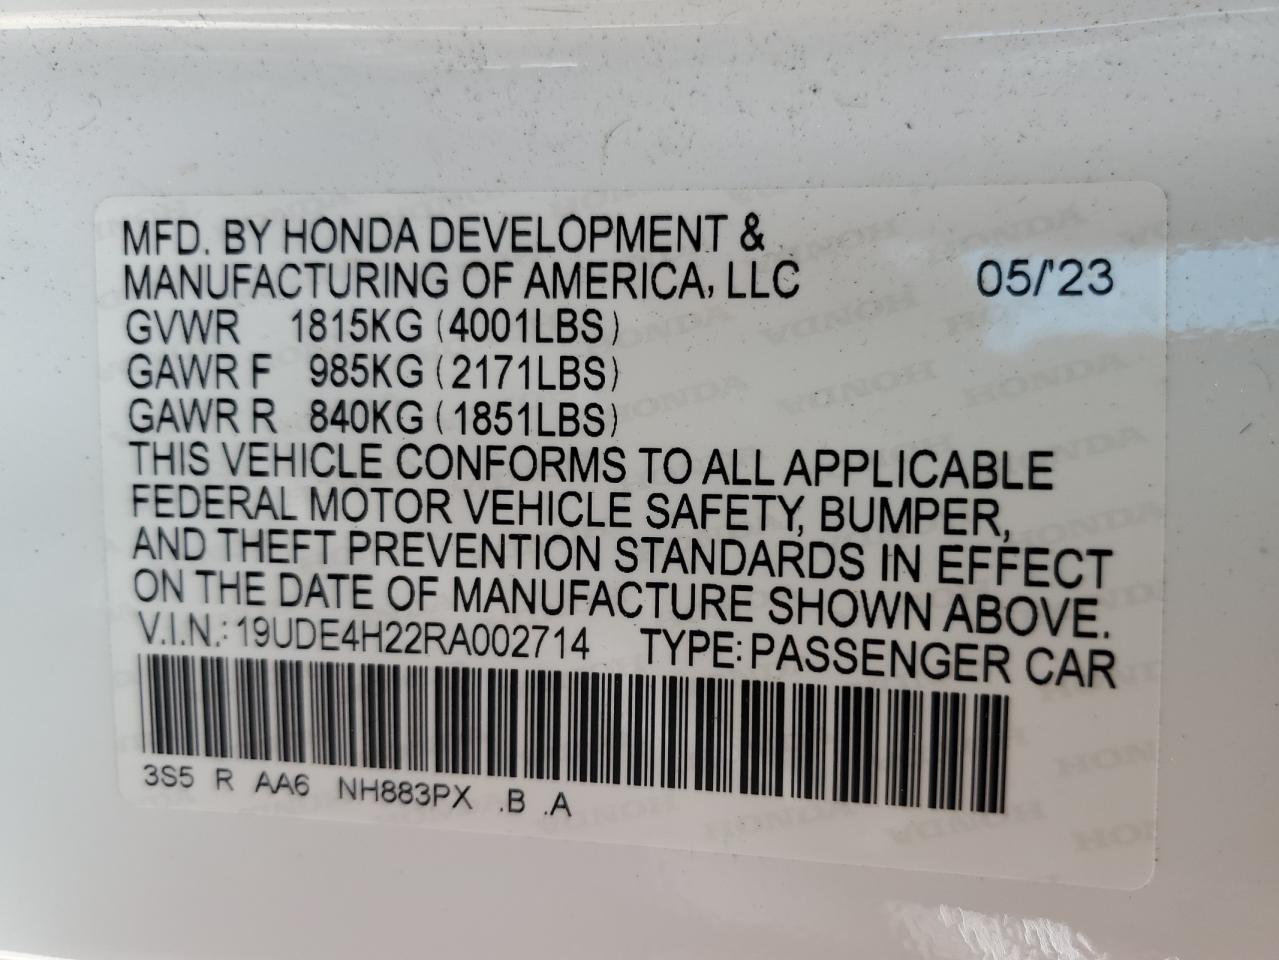 MFD. BY HONDA DEVELOPMENT &
MANUFACTURING OF AMERICA, LLC 05/'23
GVWR 1815KG (4001LBS)
GAWR F 985KG (2171LBS)
GAWR R 840KG (1851LBS)
THIS VEHICLE CONFORMS TO ALL APPLICABLE
FEDERAL MOTOR VEHICLE SAFETY, BUMPER,
AND THEFT PREVENTION STANDARDS IN EFFECT
ON THE DATE OF MANUFACTURE SHOWN ABOVE.
V.I.N.: 19UDE4H22RA002714 TYPE: PASSENGER CAR
3S5 R AA6 NH883PX .B .A